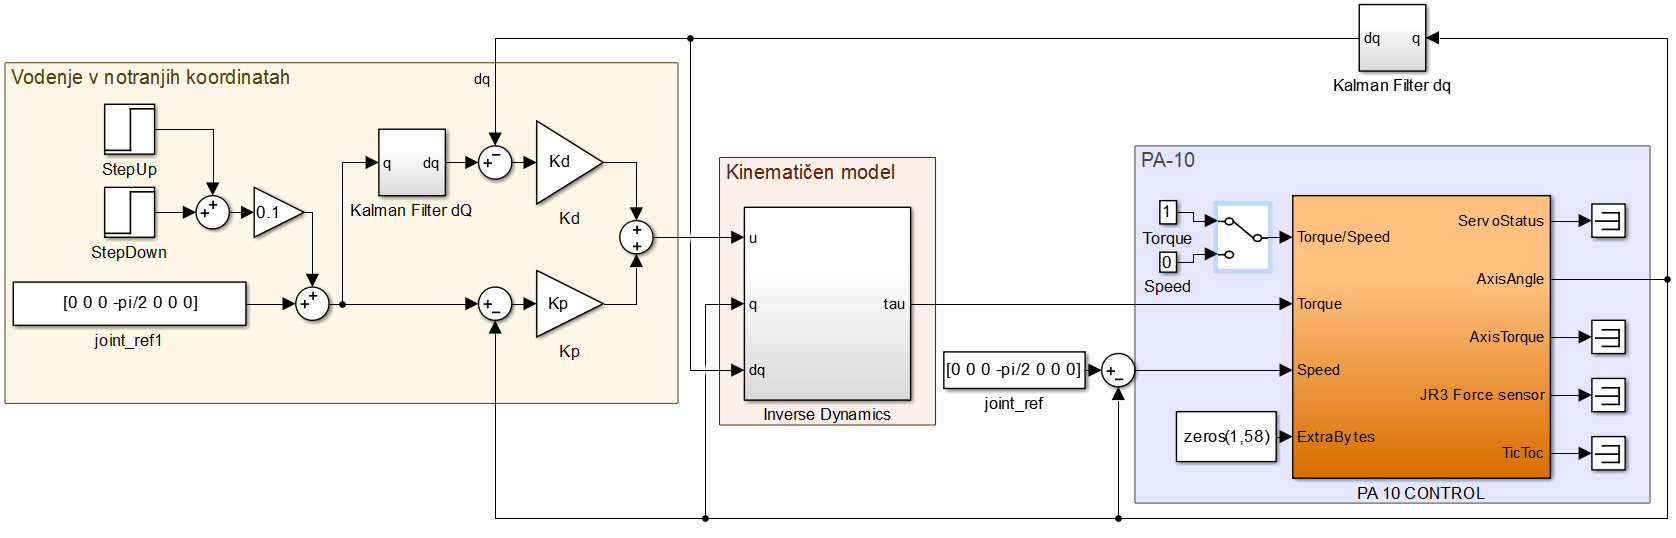 dq q
Kalman Filter dq
Vodenje v notranjih koordinatah
dq
StepUp
StepDown
0.1
q dq
Kalman Filter dQ
Kd
Kd
[0 0 0 -pi/2 0 0 0]
joint_ref1
Kp
Kp
Kinematičen model
u
q
dq
tau
Inverse Dynamics
[0 0 0 -pi/2 0 0 0]
joint_ref
PA-10
1
Torque
0
Speed
zeros(1,58)
Torque/Speed
Torque
Speed
ExtraBytes
ServoStatus
AxisAngle
AxisTorque
JR3 Force sensor
TicToc
PA 10 CONTROL